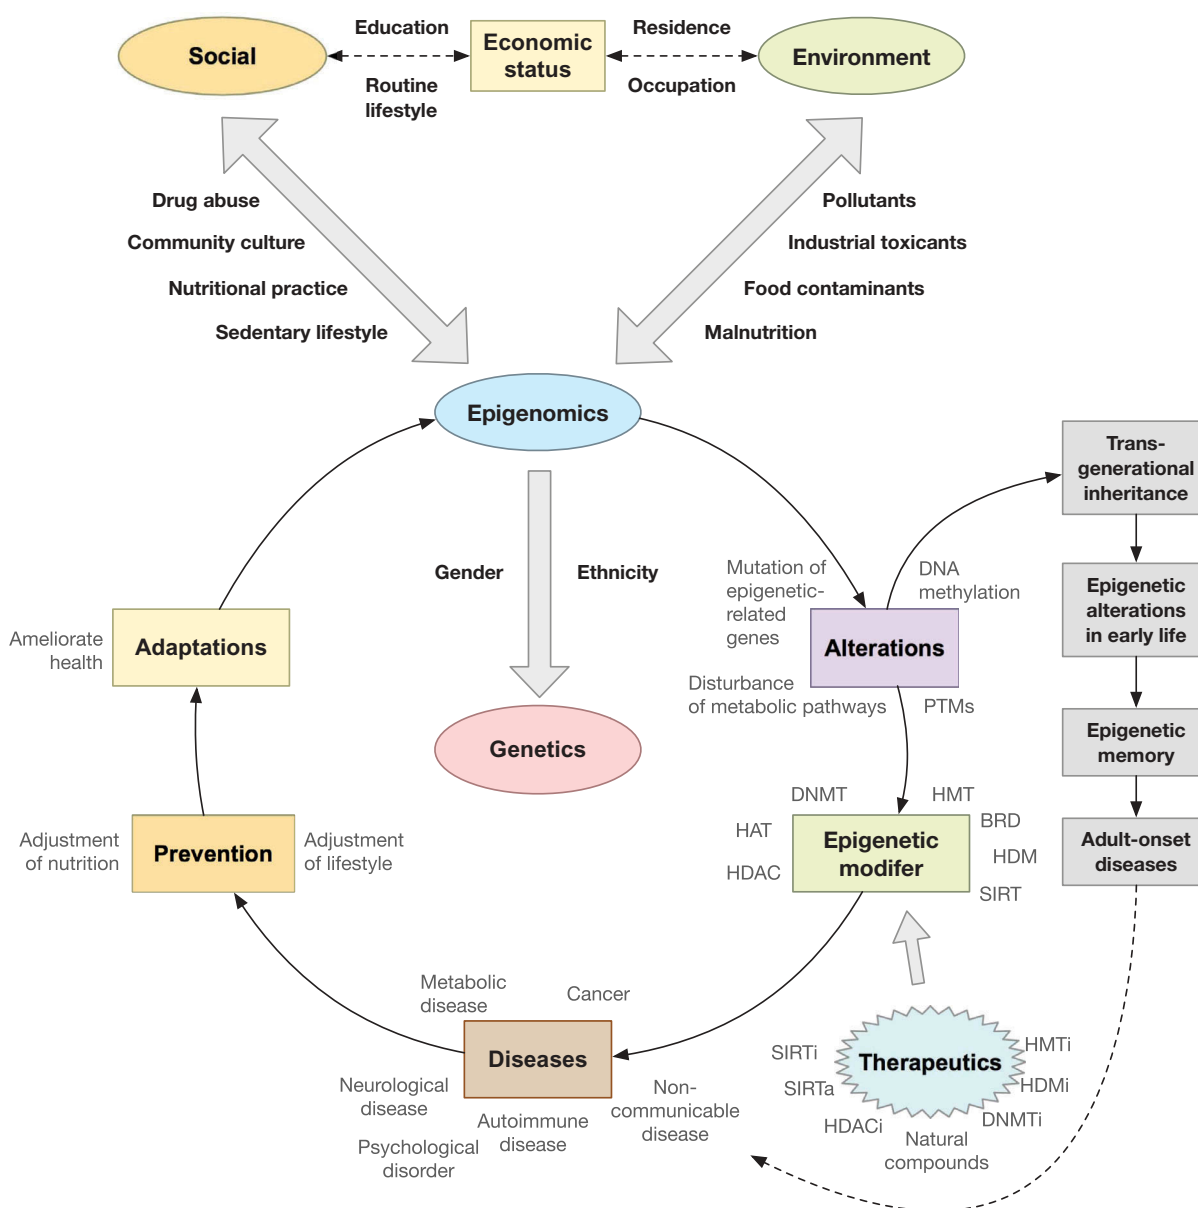 Social
Education
Routine
lifestyle
Economic
status
Residence
Occupation
Environment
Drug abuse
Community culture
Nutritional practice
Sedentary lifestyle
Pollutants
Industrial toxicants
Food contaminants
Malnutrition
Epigenomics
Gender
Ethnicity
Genetics
Mutation of
epigenetic-
related
genes
DNA
methylation
Alterations
Disturbance
of metabolic pathways
PTMs
Trans-
generational
inheritance
Epigenetic
alterations
in early life
Epigenetic
memory
Adult-onset
diseases
Ameliorate
health
Adaptations
Adjustment
of nutrition
Prevention
Adjustment
of lifestyle
DNMT
HMT
HAT
BRD
Epigenetic
modifer
HDM
HDAC
SIRT
Metabolic
disease
Cancer
Diseases
Neurological
disease
Psychological
disorder
Autoimmune
disease
Non-
communicable
disease
Therapeutics
SIRTi
SIRTa
HDACi
Natural
compounds
DNMTi
HDMi
HMTi